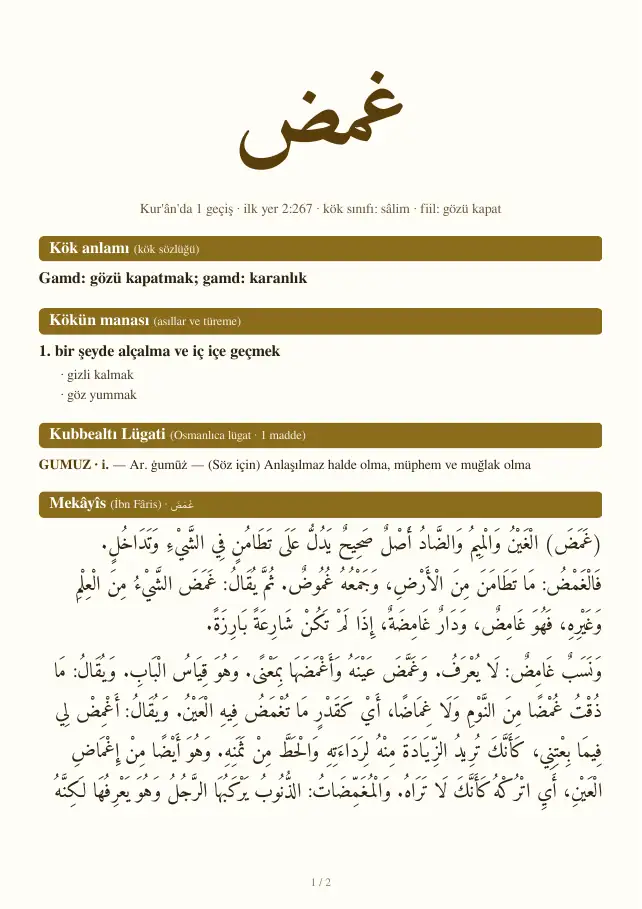 غمض
Kur'ân'da 1 geçiş · ilk yer 2:267 · kök sınıfı: sâlim · fiil: gözü kapat
Kök anlamı (kök sözlüğü)
Gamd: gözü kapatmak; gamd: karanlık
Kökün manası (asıllar ve türeme)
1. bir şeyde alçalma ve iç içe geçmek
· gizli kalmak
· göz yummak
Kubbealtı Lügati (Osmanlıca lügat · 1 madde)
GUMUZ · i. — Ar. ġumūż — (Söz için) Anlaşılmaz halde olma, müphem ve muğlak olma
Mekâyîs (İbn Fâris) · غَمَضَ
(غَمَضَ) الْغَيْنُ وَالْمِيمُ وَالضَّادُ أَصْلٌ صَحِيحٌ يَدُلُّ عَلَى تَطَامُنٍ فِي الشَّيْءِ وَتَدَاخُلٍ.
فَالْغَمْضُ: مَا تَطَامَنَ مِنَ الْأَرْضِ، وَجَمْعُهُ غُمُوضٌ. ثُمَّ يُقَالُ: غَمَضَ الشَّيْءُ مِنَ الْعِلْمِ
وَغَيْرِهِ، فَهُوَ غَامِضٌ، وَدَارٌ غَامِضَةٌ، إِذَا لَمْ تَكُنْ شَارِعَةً بَارِزَةً.
وَنَسَبٌ غَامِضٌ: لَا يُعْرَفُ. وَغَمَّضَ عَيْنَهُ وَأَغْمَضَهَا بِمَعْنًى. وَهُوَ قِيَاسُ الْبَابِ. وَيُقَالُ: مَا
ذُقْتُ غُمْضًا مِنَ النَّوْمِ وَلَا غِمَاضًا، أَيْ كَقَدْرِ مَا تُغْمَضُ فِيهِ الْعَيْنُ. وَيُقَالُ: أَغْمِضْ لِي
فِيمَا بِعْتِنِي، كَأَنَّكَ تُرِيدُ الزِّيَادَةَ مِنْهُ لِرَدَاءَتِهِ وَالْحَطَّ مِنْ ثَمَنِهِ. وَهُوَ أَيْضًا مِنْ إِغْمَاضِ
الْعَيْنِ، أَيِ اتْرُكْهُ كَأَنَّكَ لَا تَرَاهُ. وَالْمُغَمِّضَاتُ: الذُّنُوبُ يَرْكَبُهَا الرَّجُلُ وَهُوَ يَعْرِفُهَا لَكِنَّهُ
1 / 2